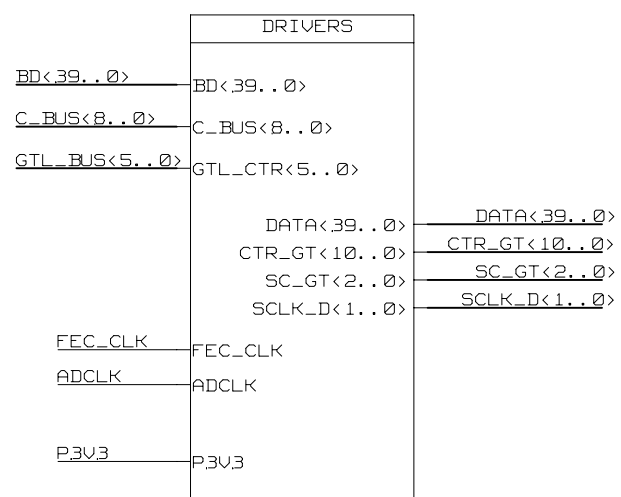 DRIVERS
BD<39..0> BD<39..0>
C_BUS<8..0> C_BUS<8..0>
GTL_BUS<5..0> GTL_CTR<5..0>
DATA<39..0> DATA<39..0>
CTR_GT<10..0> CTR_GT<10..0>
SC_GT<2..0> SC_GT<2..0>
SCLK_D<1..0> SCLK_D<1..0>
FEC_CLK FEC_CLK
ADCLK ADCLK
P3V3 P3V3